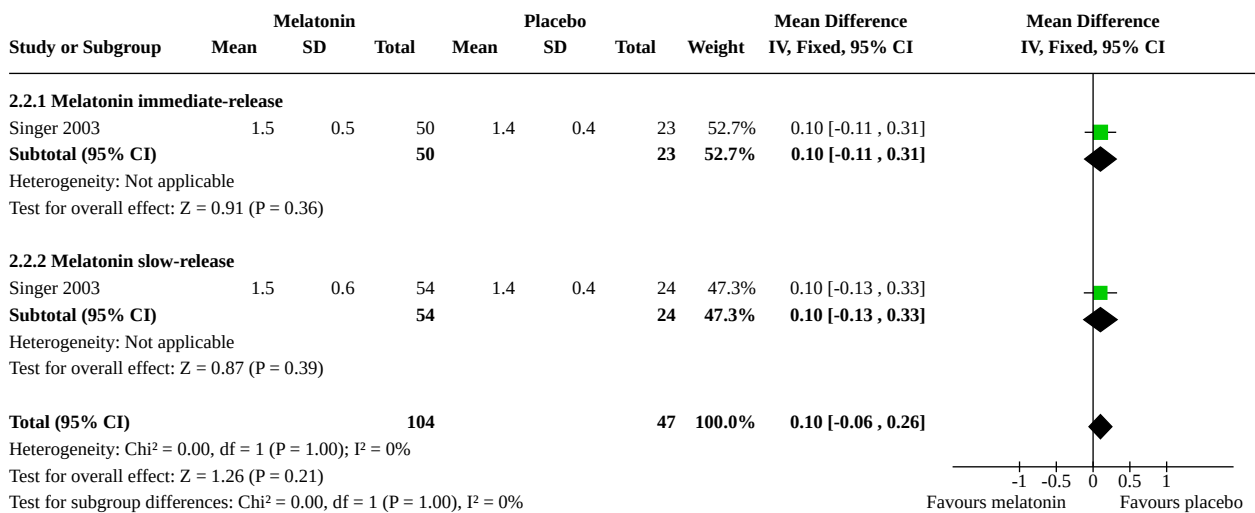 Melatonin Placebo Mean Difference Mean Difference
Study or Subgroup Mean SD Total Mean SD Total Weight IV, Fixed, 95% CI IV, Fixed, 95% CI
2.2.1 Melatonin immediate-release
Singer 2003 1.5 0.5 50 1.4 0.4 23 52.7% 0.10 [-0.11 , 0.31]
Subtotal (95% CI) 50 23 52.7% 0.10 [-0.11 , 0.31]
Heterogeneity: Not applicable
Test for overall effect: Z = 0.91 (P = 0.36)
2.2.2 Melatonin slow-release
Singer 2003 1.5 0.6 54 1.4 0.4 24 47.3% 0.10 [-0.13 , 0.33]
Subtotal (95% CI) 54 24 47.3% 0.10 [-0.13 , 0.33]
Heterogeneity: Not applicable
Test for overall effect: Z = 0.87 (P = 0.39)
Total (95% CI) 104 47 100.0% 0.10 [-0.06 , 0.26]
Heterogeneity: Chi² = 0.00, df = 1 (P = 1.00); I² = 0%
Test for overall effect: Z = 1.26 (P = 0.21)
-1 -0.5 0 0.5 1
Test for subgroup differences: Chi² = 0.00, df = 1 (P = 1.00), I² = 0%
Favours melatonin Favours placebo